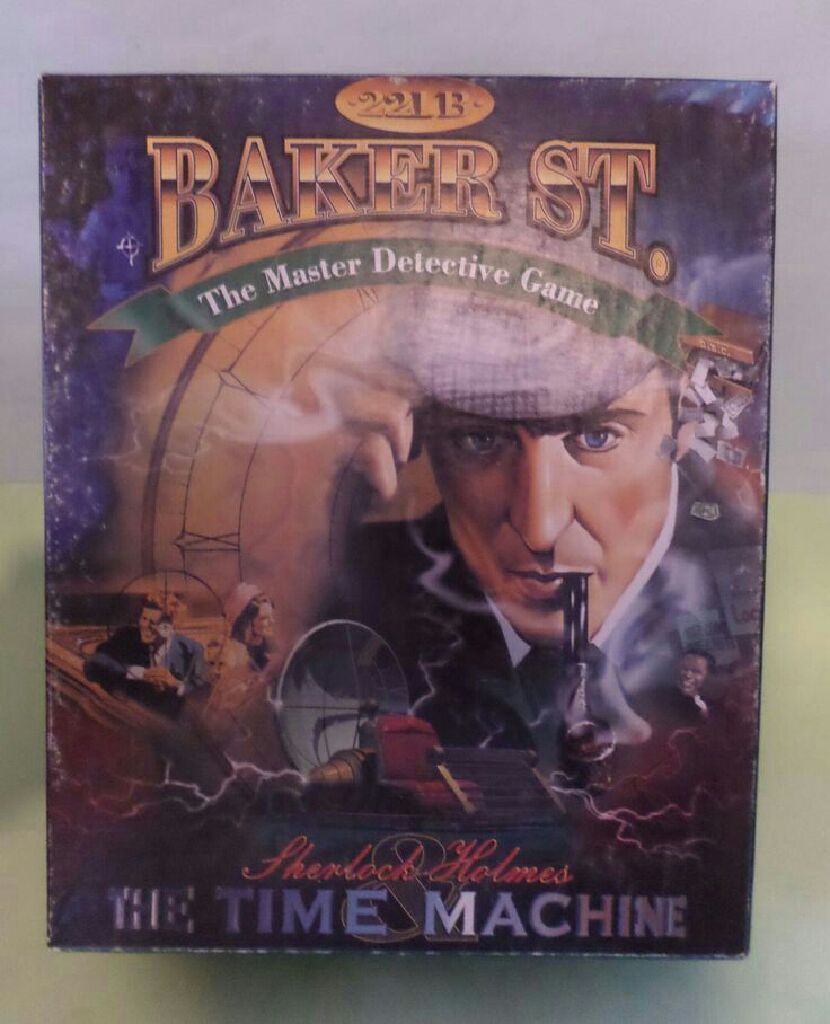 221B
BAKER ST.
The Master Detective Game
Sherlock Holmes
&
THE TIME MACHINE